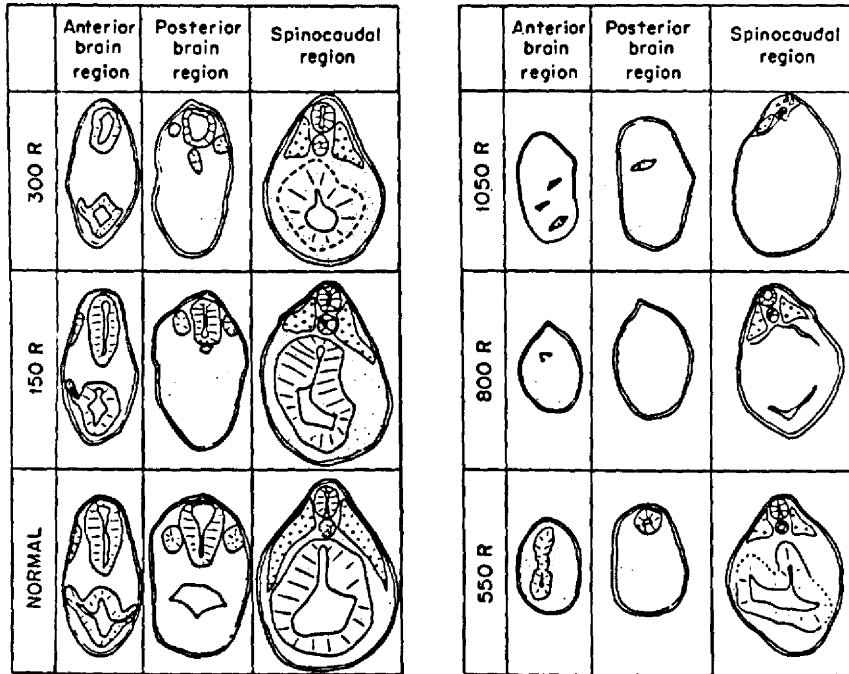 Anterior
brain
region
Posterior
brain
region
Spinocaudal
region
300 R
150 R
NORMAL
Anterior
brain
region
Posterior
brain
region
Spinocaudal
region
1050 R
800 R
550 R